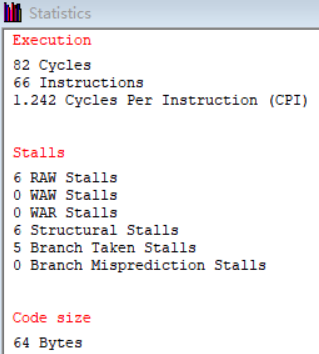 Statistics
Execution
82 Cycles
66 Instructions
1.242 Cycles Per Instruction (CPI)
Stalls
6 RAW Stalls
0 WAW Stalls
0 WAR Stalls
6 Structural Stalls
5 Branch Taken Stalls
0 Branch Misprediction Stalls
Code size
64 Bytes